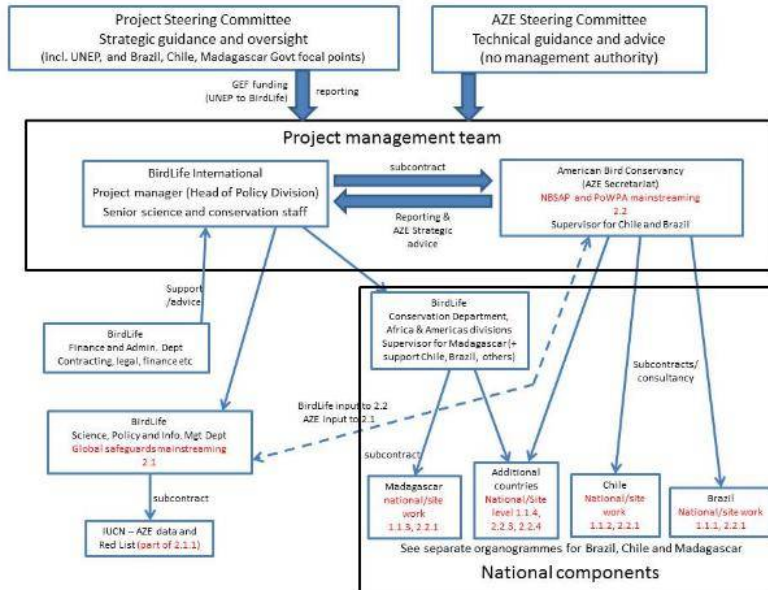 Project Steering Committee
Strategic guidance and oversight
(incl. UNEP, and Brazil, Chile, Madagascar Govt focal points)
AZE Steering Committee
Technical guidance and advice
(no management authority)
GEF funding
(UNEP to BirdLife)
reporting
Project management team
BirdLife International
Project manager (Head of Policy Division)
Senior science and conservation staff
subcontract
Reporting &
AZE Strategic
advice
American Bird Conservancy
(AZE Secretariat)
NBSAP and PoWPA mainstreaming
2.2
Supervisor for Chile and Brazil
Support
/advice
BirdLife
Finance and Admin. Dept
Contracting, legal, finance etc
BirdLife
Conservation Department,
Africa & Americas divisions
Supervisor for Madagascar(+
support Chile, Brazil, others)
Subcontracts/
consultancy
BirdLife input to 2.2
AZE input to 2.1
BirdLife
Science, Policy and Info. Mgt Dept
Global safeguards mainstreaming
2.1
subcontract
IUCN – AZE data and
Red List (part of 2.1.1)
subcontract
Madagascar
national/site
work
1.1.3, 2.2.1
Additional
countries
National/Site
level 1.1.4,
2.2.3, 2.2.4
Chile
National/site
work
1.1.2, 2.2.1
Brazil
National/site work
1.1.1, 2.2.1
See separate organogrammes for Brazil, Chile and Madagascar
National components